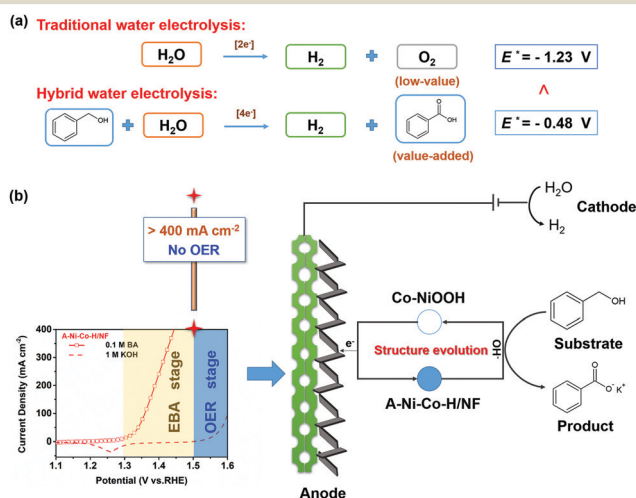 (a)
Traditional water electrolysis:
H₂O [2e⁻] H₂ + O₂ E* = - 1.23 V
(low-value)
Hybrid water electrolysis:
OH + H₂O [4e⁻] H₂ + O OH E* = - 0.48 V
(value-added)
(b)
> 400 mA cm⁻²
No OER
A-Ni-Co-H/NF
0.1 M BA
1 M KOH
EBA stage
OER stage
Current Density (mA cm⁻²)
400
300
200
100
0
1.1 1.2 1.3 1.4 1.5 1.6
Potential (V vs.RHE)
H₂O
Cathode
H₂
Co-NiOOH
e⁻
Structure evolution
OH
A-Ni-Co-H/NF
OH
Substrate
O
O⁻ K⁺
Product
Anode